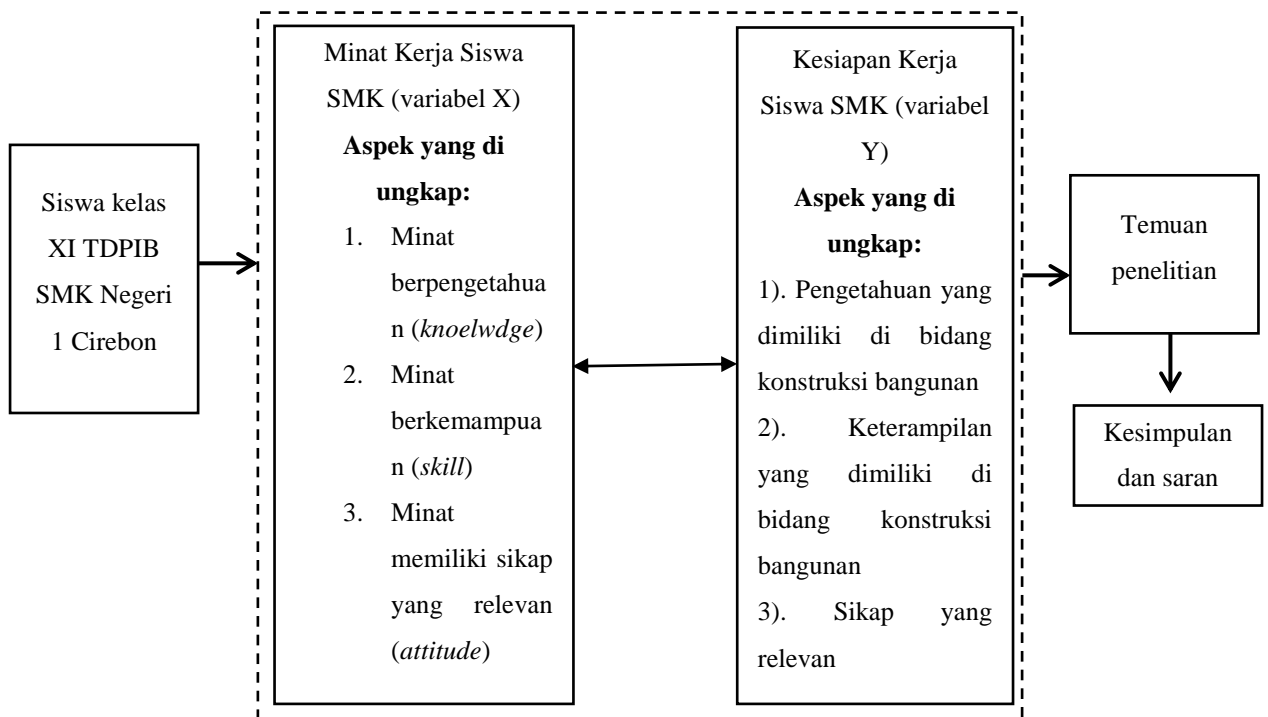 Siswa kelas
XI TDPIB
SMK Negeri
1 Cirebon
Minat Kerja Siswa
SMK (variabel X)
Aspek yang di
ungkap:
1. Minat
berpengetahua
n (knoelwdge)
2. Minat
berkemampua
n (skill)
3. Minat
memiliki sikap
yang relevan
(attitude)
Kesiapan Kerja
Siswa SMK (variabel
Y)
Aspek yang di
ungkap:
1). Pengetahuan yang
dimiliki di bidang
konstruksi bangunan
2). Keterampilan
yang dimiliki di
bidang konstruksi
bangunan
3). Sikap yang
relevan
Temuan
penelitian
Kesimpulan
dan saran